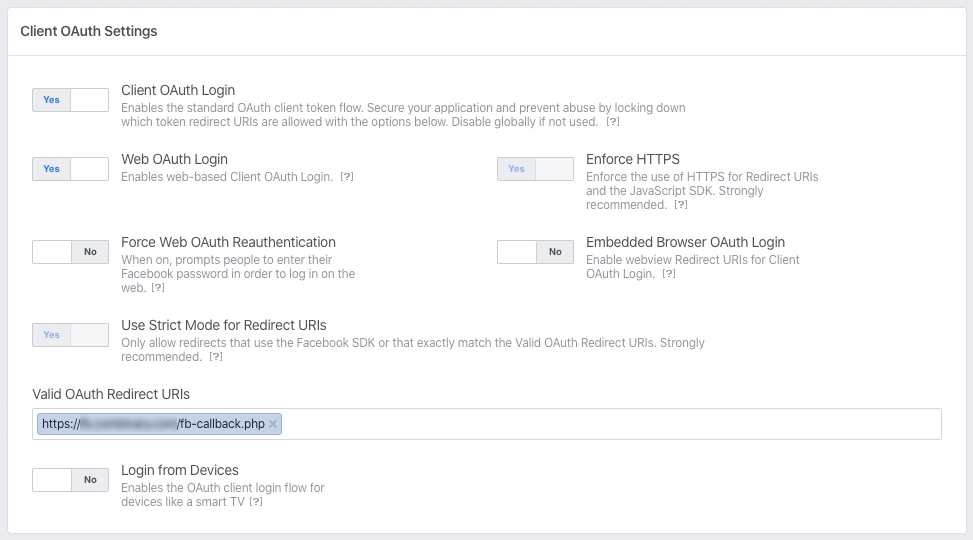 Client OAuth Settings
Yes
Client OAuth Login
Enables the standard OAuth client token flow. Secure your application and prevent abuse by locking down
which token redirect URIs are allowed with the options below. Disable globally if not used. [?]
Yes
Web OAuth Login
Enables web-based Client OAuth Login. [?]
Yes
Enforce HTTPS
Enforce the use of HTTPS for Redirect URIs
and the JavaScript SDK. Strongly
recommended. [?]
No
Force Web OAuth Reauthentication
When on, prompts people to enter their
Facebook password in order to log in on the
web. [?]
No
Embedded Browser OAuth Login
Enable webview Redirect URIs for Client
OAuth Login. [?]
Yes
Use Strict Mode for Redirect URIs
Only allow redirects that use the Facebook SDK or that exactly match the Valid OAuth Redirect URIs. Strongly
recommended. [?]
Valid OAuth Redirect URIs
https:// /fb-callback.php ×
No
Login from Devices
Enables the OAuth client login flow for
devices like a smart TV [?]